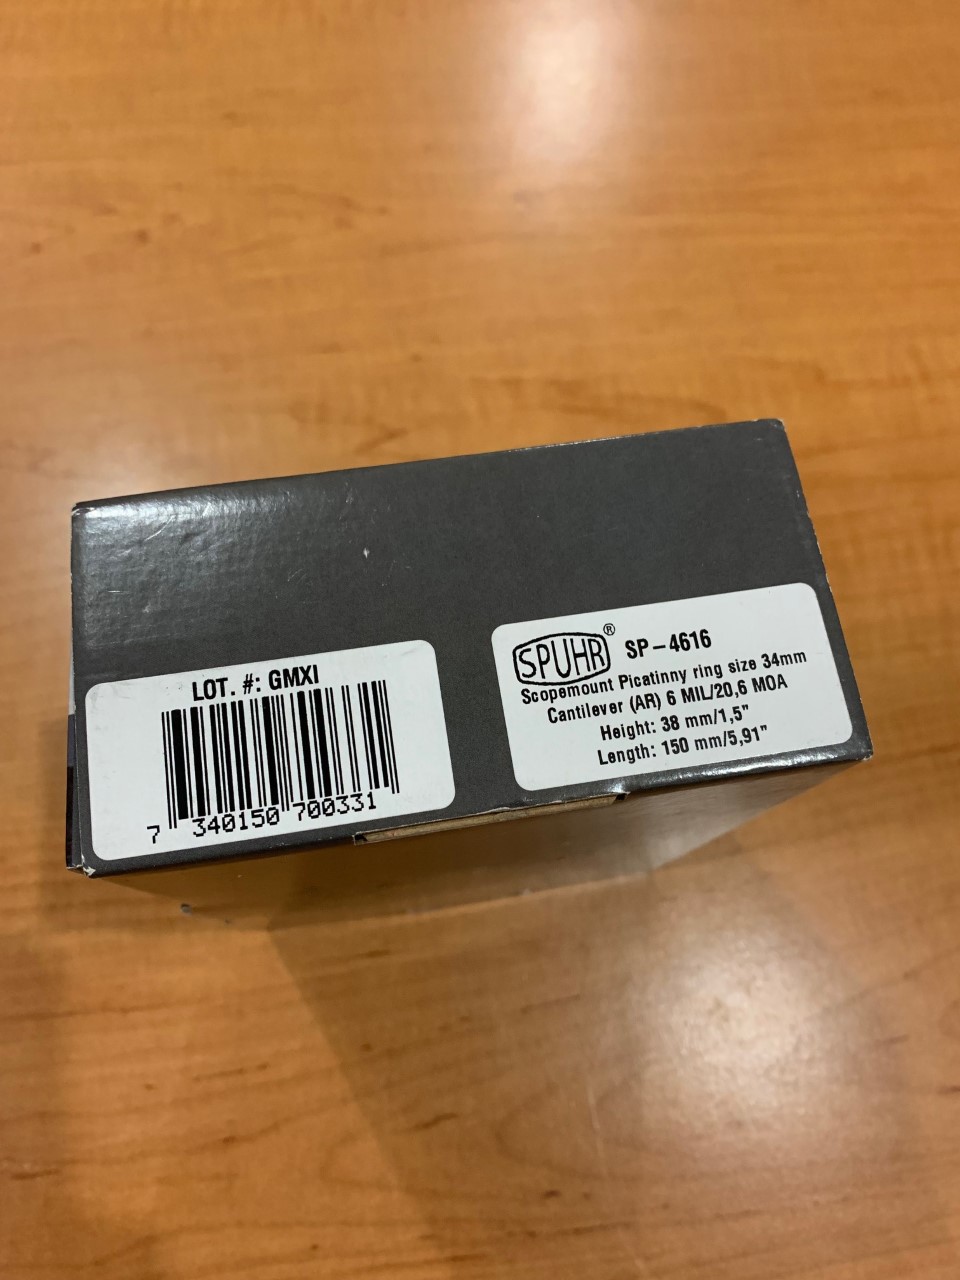 LOT. #: GMXI
7 340150 700331
SPUHR® SP-4616
Scopemount Picatinny ring size 34mm
Cantilever (AR) 6 MIL/20,6 MOA
Height: 38 mm/1,5"
Length: 150 mm/5,91"